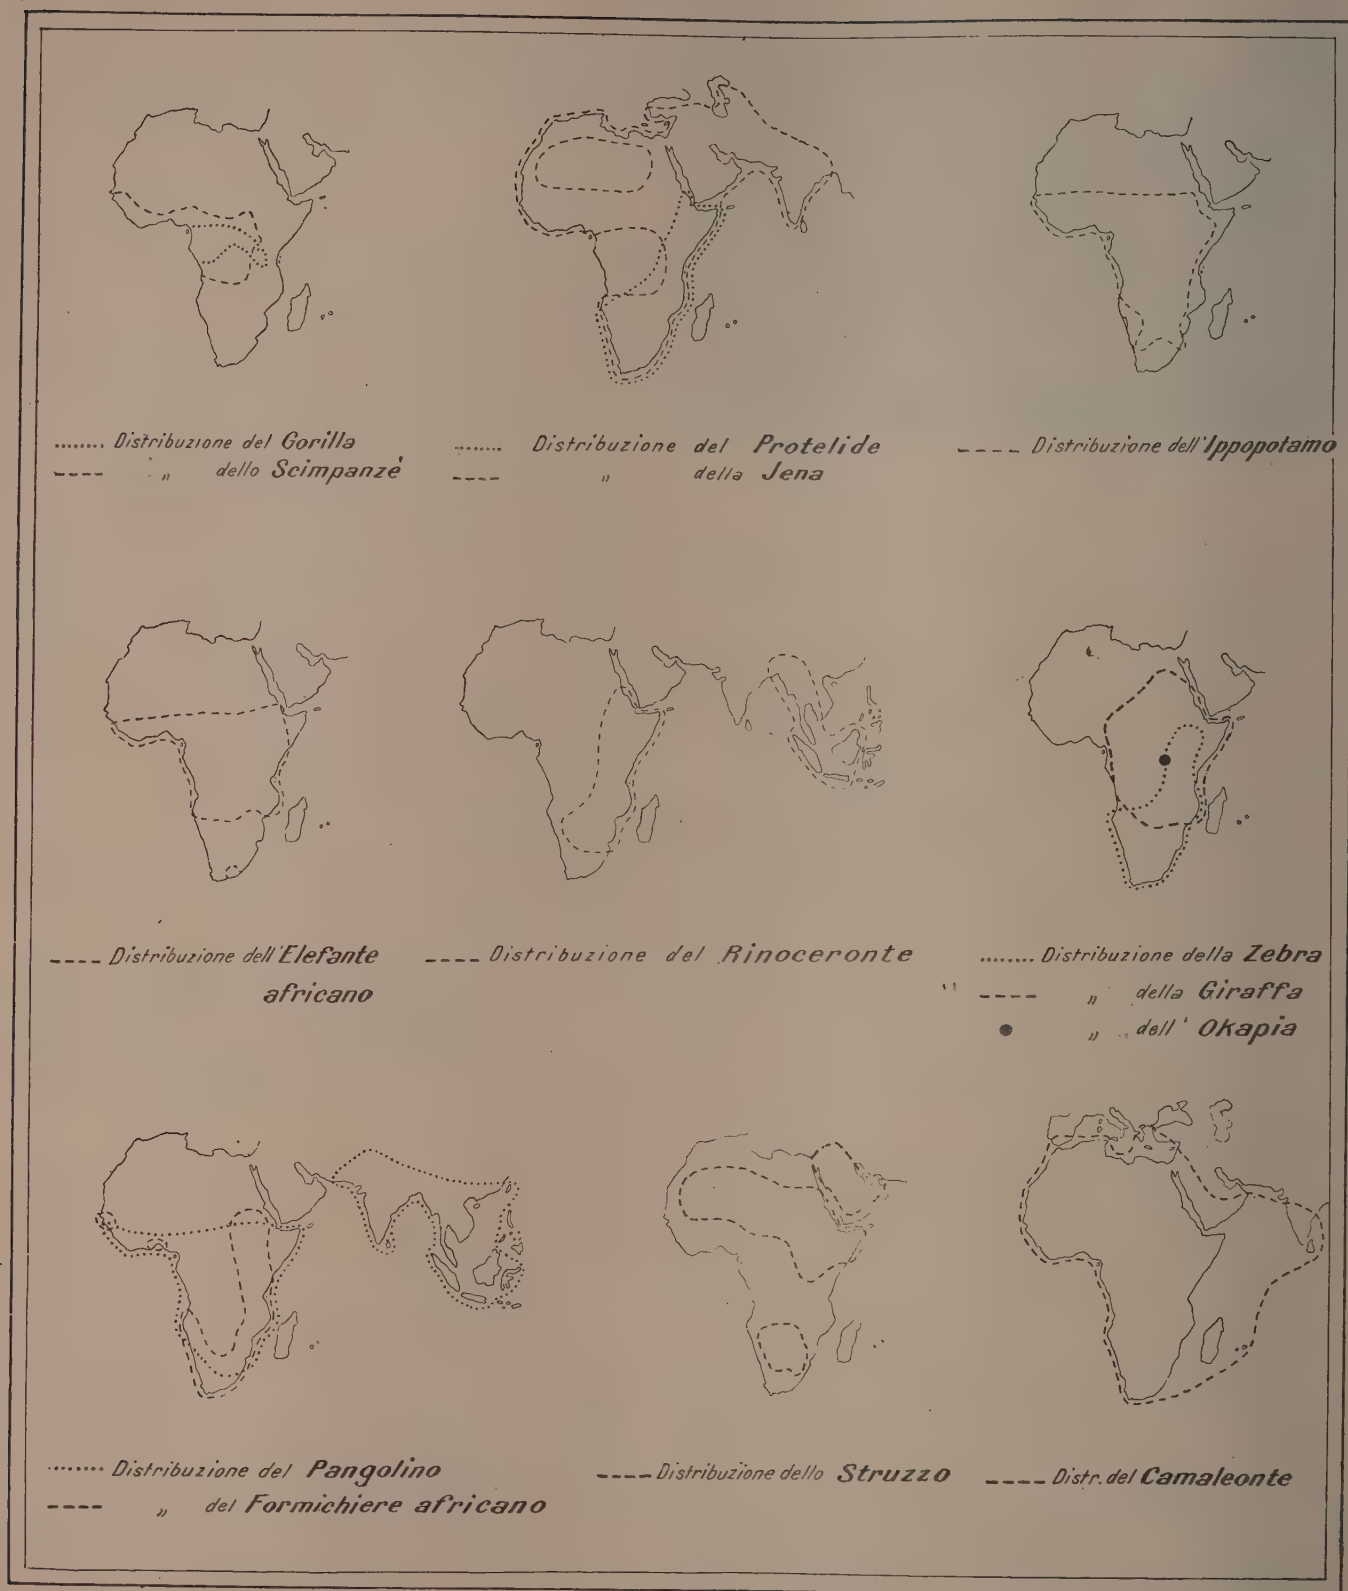 ........ Distribuzione del Gorilla
---- „ dello Scimpanzé
....... Distribuzione del Protelide
---- „ della Jena
---- Distribuzione dell'Ippopotamo
---- Distribuzione dell'Elefante
africano
---- Distribuzione del Rinoceronte
........ Distribuzione della Zebra
---- „ della Giraffa
● „ dell' Okapia
........ Distribuzione del Pangolino
---- „ del Formichiere africano
---- Distribuzione dello Struzzo
---- Distr. del Camaleonte